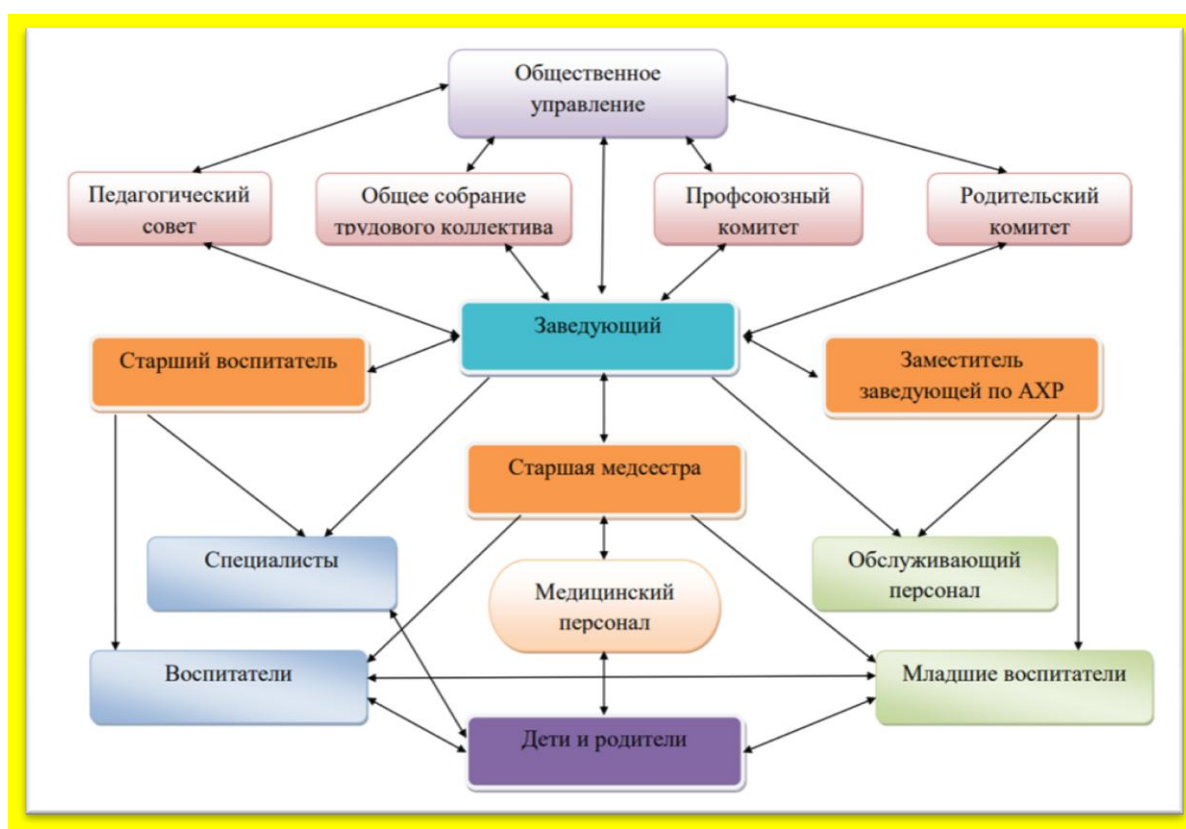 Общественное
управление
Педагогический
совет
Общее собрание
трудового коллектива
Профсоюзный
комитет
Родительский
комитет
Заведующий
Старший воспитатель
Заместитель
заведующей по АХР
Старшая медсестра
Специалисты
Обслуживающий
персонал
Медицинский
персонал
Воспитатели
Младшие воспитатели
Дети и родители